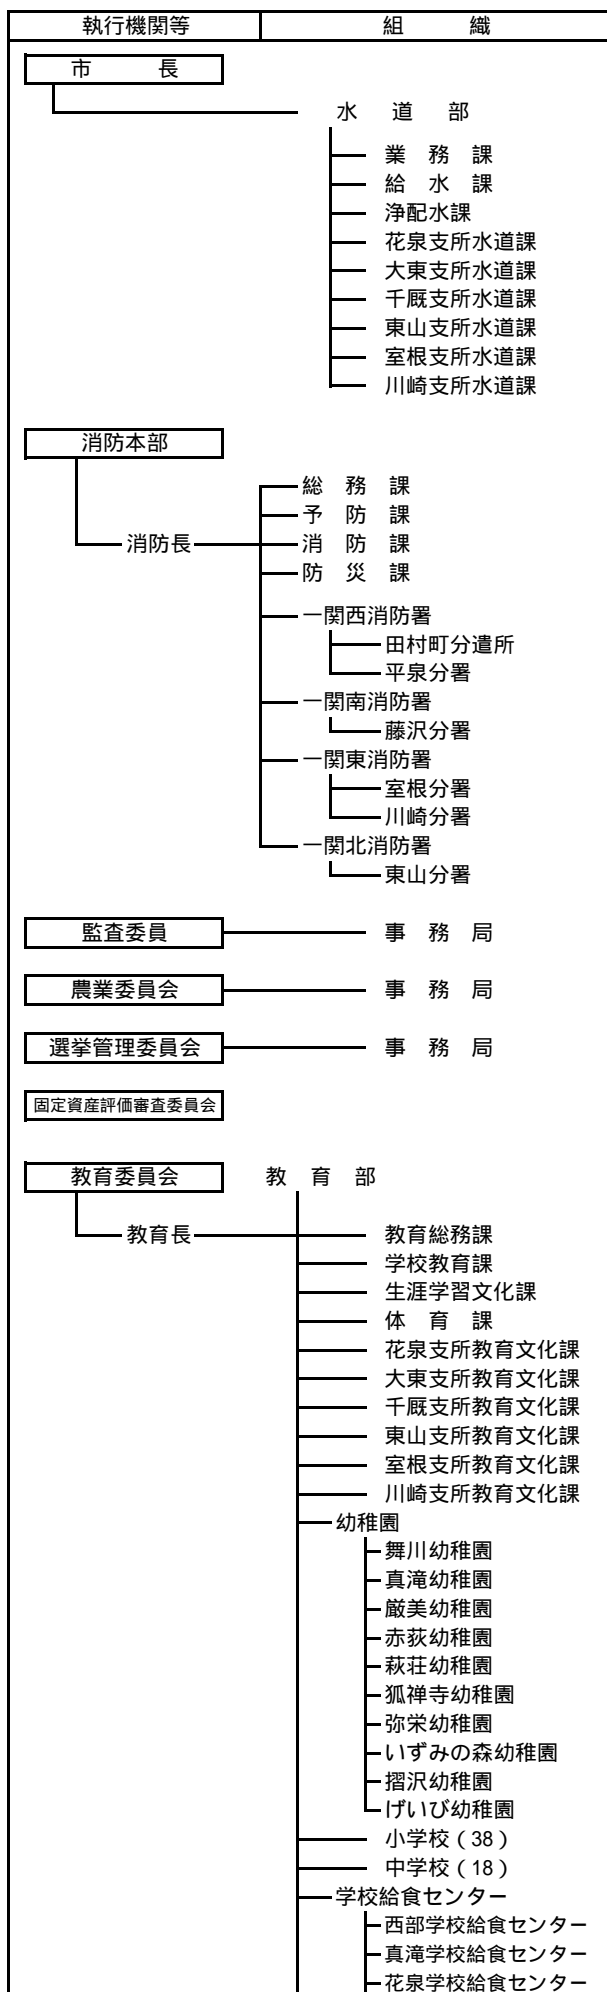 執行機関等 組 織
市 長
水 道 部
業 務 課
給 水 課
浄配水課
花泉支所水道課
大東支所水道課
千厩支所水道課
東山支所水道課
室根支所水道課
川崎支所水道課
消防本部
総 務 課
予 防 課
消防長 消 防 課
防 災 課
一関西消防署
田村町分遣所
平泉分署
一関南消防署
藤沢分署
一関東消防署
室根分署
川崎分署
一関北消防署
東山分署
監査委員 事 務 局
農業委員会 事 務 局
選挙管理委員会 事 務 局
固定資産評価審査委員会
教育委員会 教 育 部
教育長 教育総務課
学校教育課
生涯学習文化課
体 育 課
花泉支所教育文化課
大東支所教育文化課
千厩支所教育文化課
東山支所教育文化課
室根支所教育文化課
川崎支所教育文化課
幼稚園
舞川幼稚園
真滝幼稚園
厳美幼稚園
赤荻幼稚園
萩荘幼稚園
狐禅寺幼稚園
弥栄幼稚園
いずみの森幼稚園
摺沢幼稚園
げいび幼稚園
小学校(38)
中学校(18)
学校給食センター
西部学校給食センター
真滝学校給食センター
花泉学校給食センター